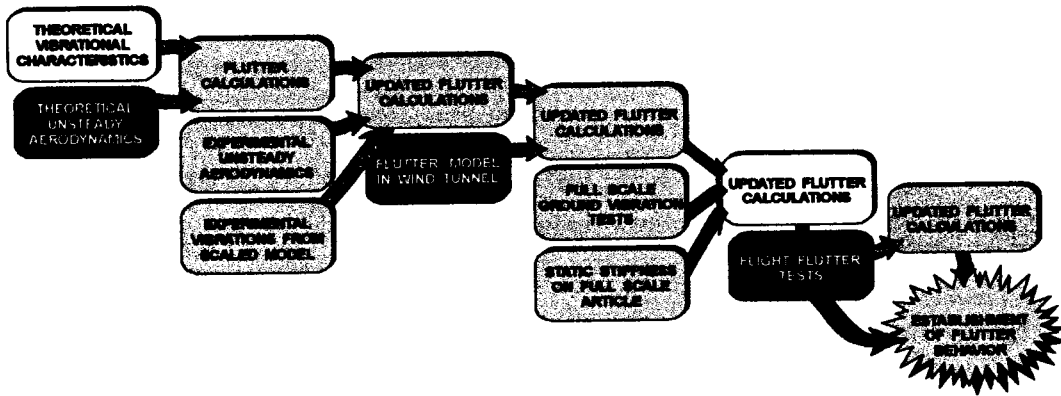 THEORETICAL
VIBRATIONAL
CHARACTERISTICS
THEORETICAL
UNSTEADY
AERODYNAMICS
FLUTTER
CALCULATIONS
EXPERIMENTAL
UNSTEADY
AERODYNAMICS
EXPERIMENTAL
VIBRATIONS FROM
SCALED MODEL
UPDATED FLUTTER
CALCULATIONS
FLUTTER MODEL
IN WIND TUNNEL
UPDATED FLUTTER
CALCULATIONS
FULL SCALE
GROUND VIBRATION
TESTS
STATIC STIFFNESS
ON FULL SCALE
ARTICLE
UPDATED FLUTTER
CALCULATIONS
FLIGHT FLUTTER
TESTS
UPDATED FLUTTER
CALCULATIONS
ESTABLISHMENT
OF FLUTTER
BEHAVIOR